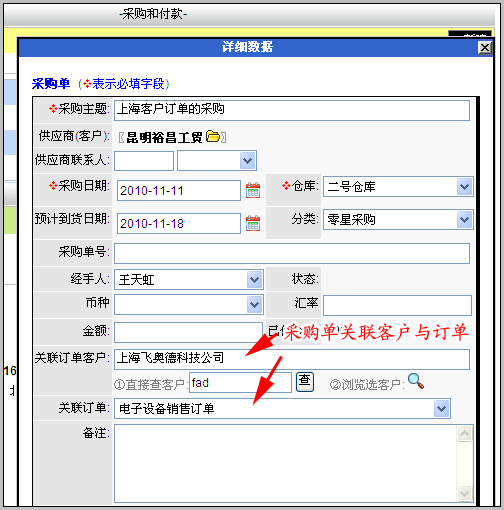 -采购和付款-
详细数据
采购单 (❖表示必填字段)
❖采购主题: 上海客户订单的采购
供应商(客户): 〖昆明裕昌工贸 〗
供应商联系人:
❖采购日期: 2010-11-11 ❖仓库: 二号仓库
预计到货日期: 2010-11-18 分类: 零星采购
采购单号:
经手人: 王天虹 状态:
币种 汇率
金额: 采购单关联客户与订单
关联订单客户: 上海飞奥德科技公司
①直接查客户: fad 查 ②浏览选客户:
关联订单: 电子设备销售订单
备注: